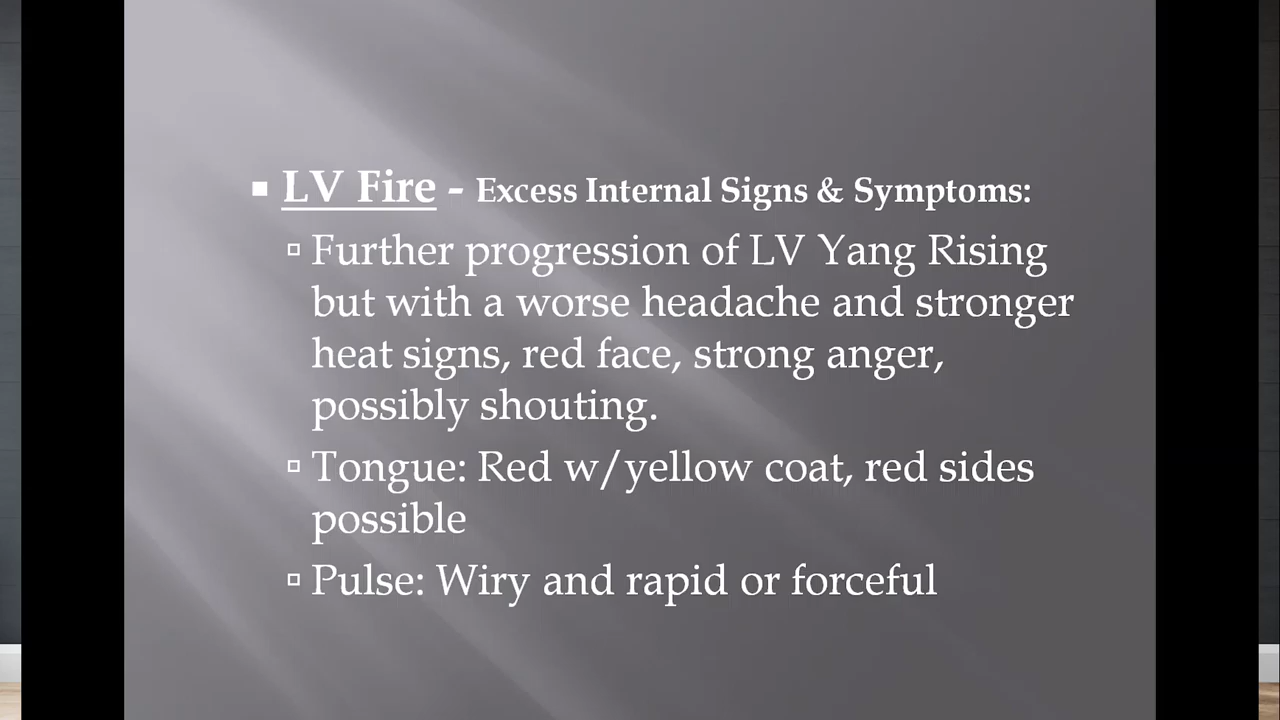 LV Fire - Excess Internal Signs & Symptoms:
Further progression of LV Yang Rising
but with a worse headache and stronger
heat signs, red face, strong anger,
possibly shouting.
Tongue: Red w/yellow coat, red sides
possible
Pulse: Wiry and rapid or forceful